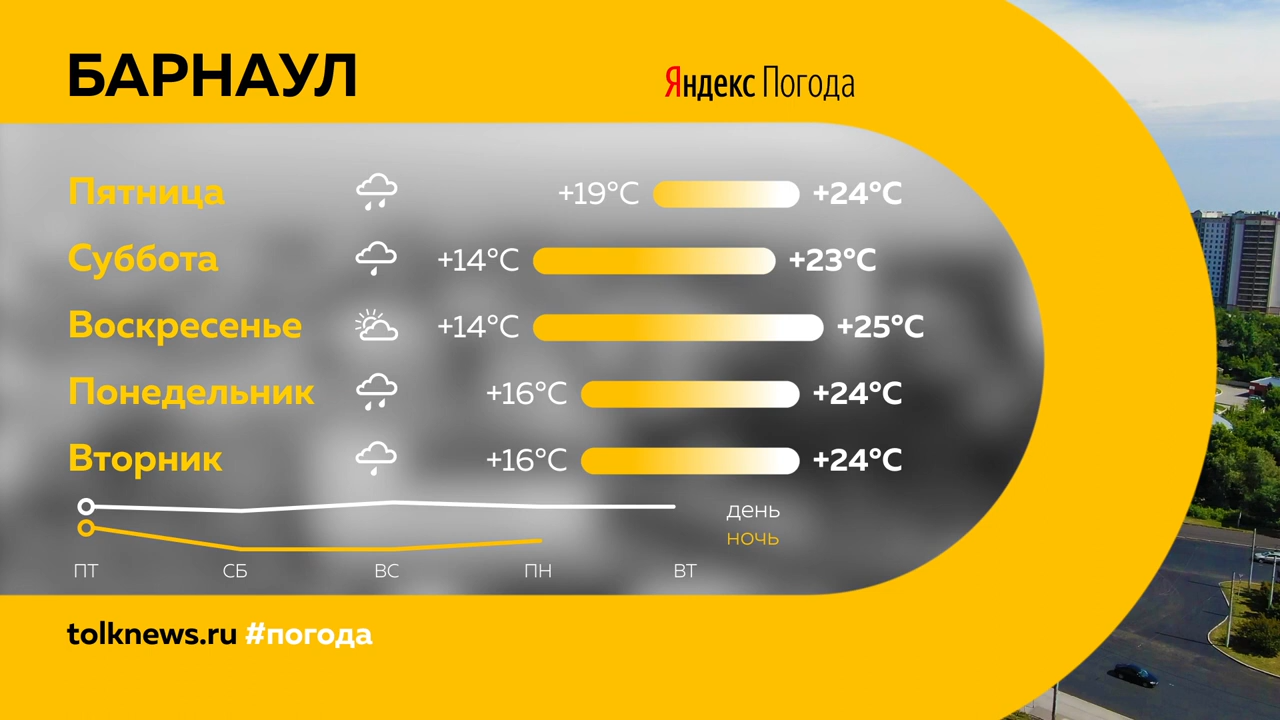 БАРНАУЛ
Яндекс Погода
Пятница +19°C +24°C
Суббота +14°C +23°C
Воскресенье +14°C +25°C
Понедельник +16°C +24°C
Вторник +16°C +24°C
день
ночь
ПТ СБ ВС ПН ВТ
tolknews.ru #погода